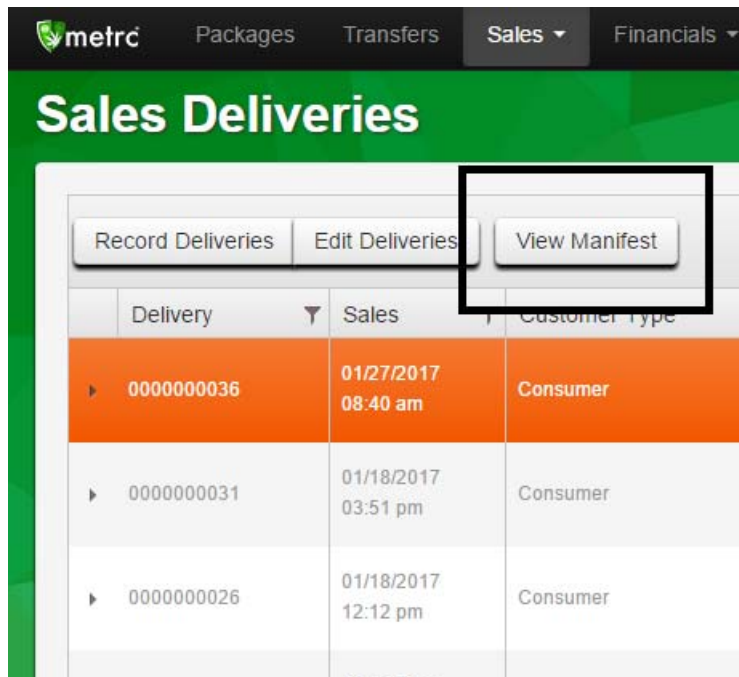 metrc Packages Transfers Sales Financials
Sales Deliveries
Record Deliveries Edit Deliveries View Manifest
Delivery Sales Customer Type
0000000036 01/27/2017 08:40 am Consumer
0000000031 01/18/2017 03:51 pm Consumer
0000000026 01/18/2017 12:12 pm Consumer